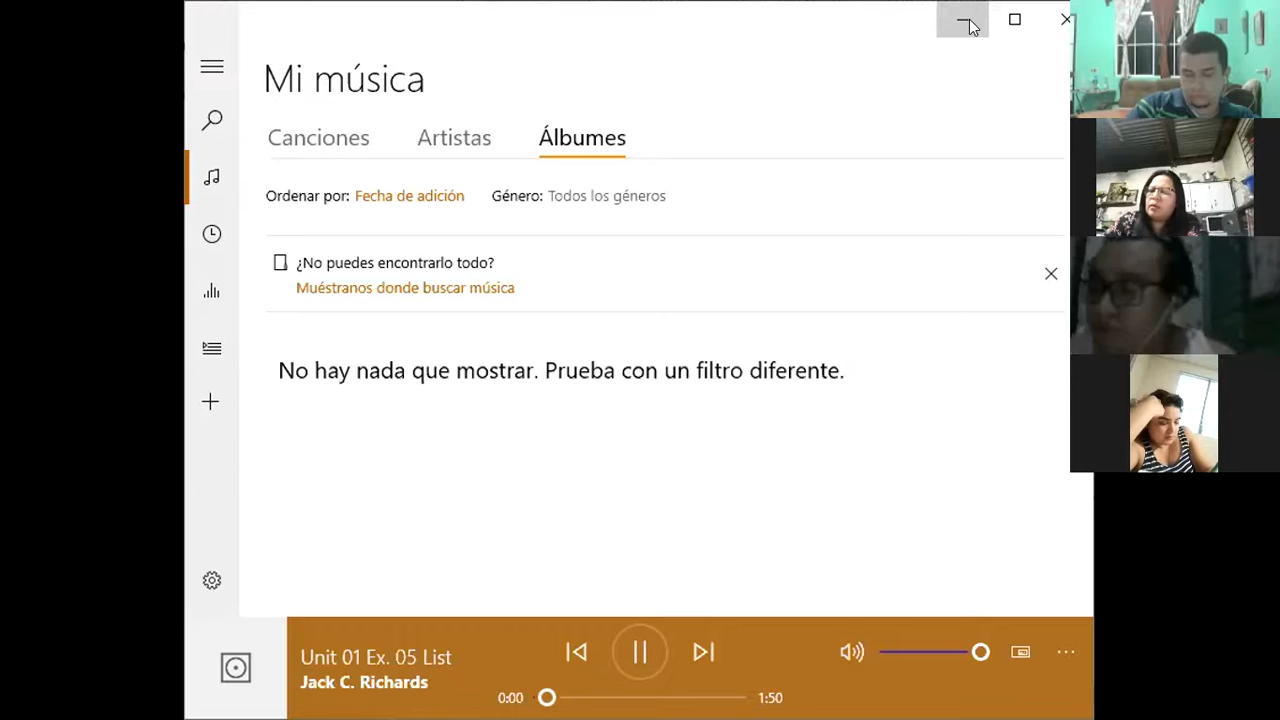 Mi música
Canciones Artistas Álbumes
Ordenar por: Fecha de adición Género: Todos los géneros
¿No puedes encontrarlo todo?
Muéstranos donde buscar música
No hay nada que mostrar. Prueba con un filtro diferente.
Unit 01 Ex. 05 List
Jack C. Richards
0:00 1:50